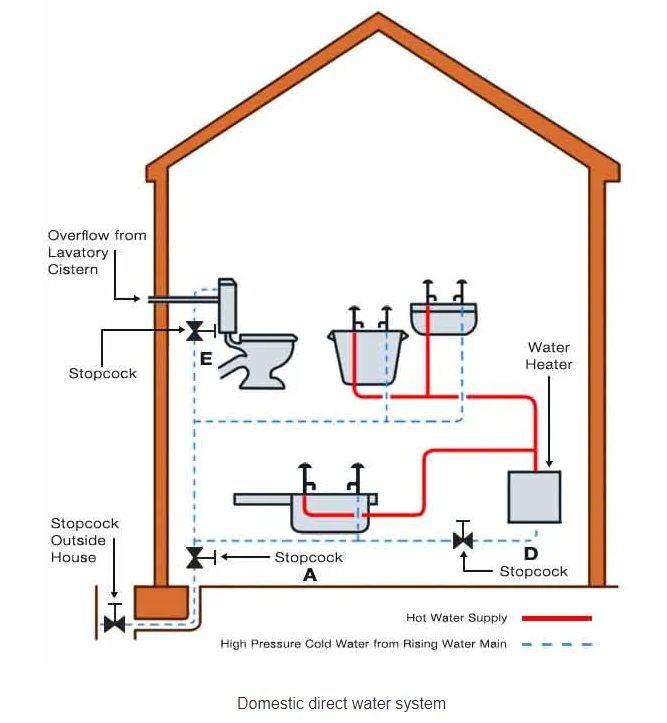 Overflow from
Lavatory
Cistern
Stopcock
E
Water
Heater
Stopcock
Outside
House
Stopcock
A
D
Stopcock
Hot Water Supply
High Pressure Cold Water from Rising Water Main
Domestic direct water system